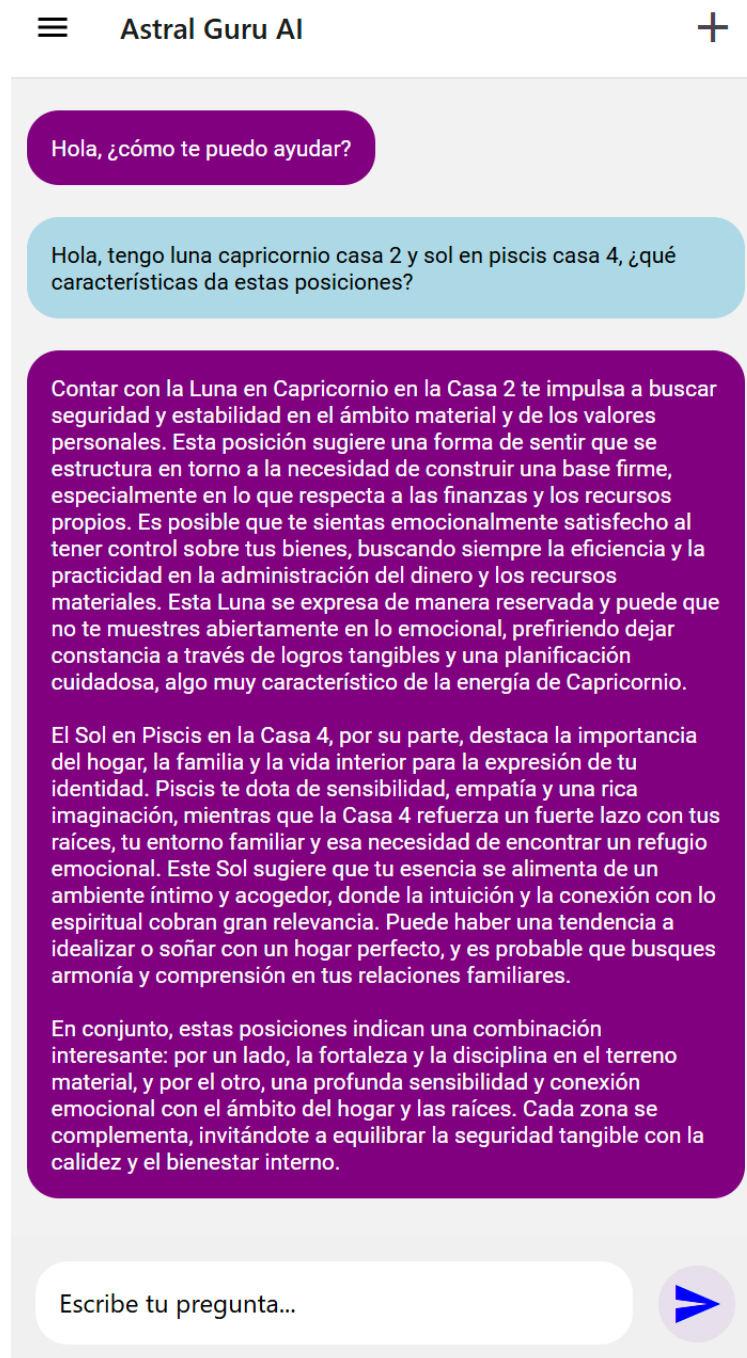 Astral Guru AI
Hola, ¿cómo te puedo ayudar?
Hola, tengo luna capricornio casa 2 y sol en piscis casa 4, ¿qué
características da estas posiciones?
Contar con la Luna en Capricornio en la Casa 2 te impulsa a buscar
seguridad y estabilidad en el ámbito material y de los valores
personales. Esta posición sugiere una forma de sentir que se
estructura en torno a la necesidad de construir una base firme,
especialmente en lo que respecta a las finanzas y los recursos
propios. Es posible que te sientas emocionalmente satisfecho al
tener control sobre tus bienes, buscando siempre la eficiencia y la
practicidad en la administración del dinero y los recursos
materiales. Esta Luna se expresa de manera reservada y puede que
no te muestres abiertamente en lo emocional, prefiriendo dejar
constancia a través de logros tangibles y una planificación
cuidadosa, algo muy característico de la energía de Capricornio.
El Sol en Piscis en la Casa 4, por su parte, destaca la importancia
del hogar, la familia y la vida interior para la expresión de tu
identidad. Piscis te dota de sensibilidad, empatía y una rica
imaginación, mientras que la Casa 4 refuerza un fuerte lazo con tus
raíces, tu entorno familiar y esa necesidad de encontrar un refugio
emocional. Este Sol sugiere que tu esencia se alimenta de un
ambiente íntimo y acogedor, donde la intuición y la conexión con lo
espiritual cobran gran relevancia. Puede haber una tendencia a
idealizar o soñar con un hogar perfecto, y es probable que busques
armonía y comprensión en tus relaciones familiares.
En conjunto, estas posiciones indican una combinación
interesante: por un lado, la fortaleza y la disciplina en el terreno
material, y por el otro, una profunda sensibilidad y conexión
emocional con el ámbito del hogar y las raíces. Cada zona se
complementa, invitándote a equilibrar la seguridad tangible con la
calidez y el bienestar interno.
Escribe tu pregunta...